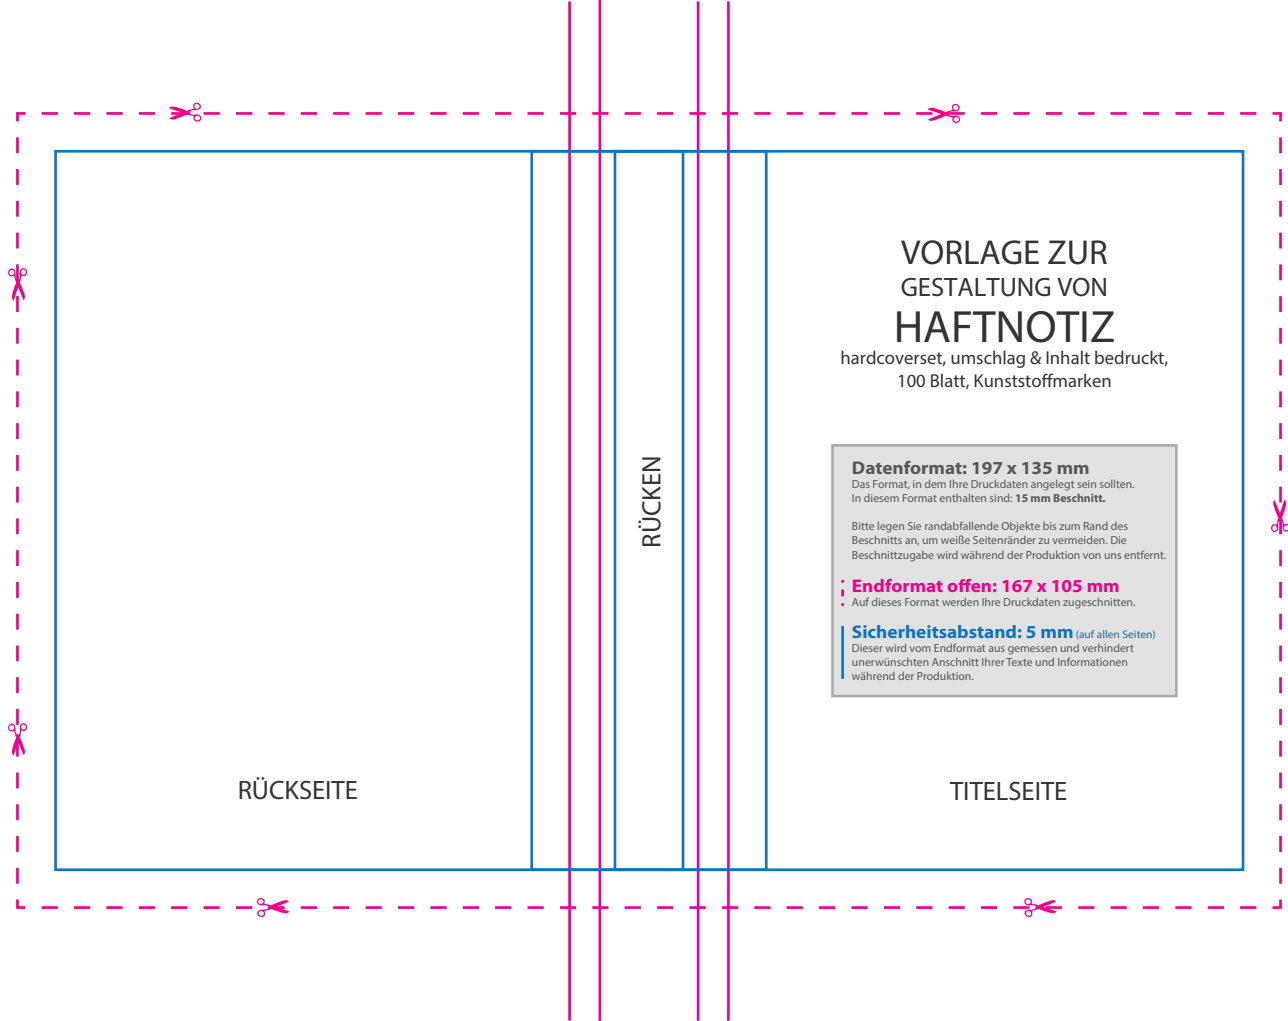 VORLAGE ZUR
GESTALTUNG VON
HAFTNOTIZ
hardcoverset, umschlag & Inhalt bedruckt,
100 Blatt, Kunststoffmarken
RÜCKEN
Datenformat: 197 x 135 mm
Das Format, in dem Ihre Druckdaten angelegt sein sollten.
In diesem Format enthalten sind: 15 mm Beschnitt.
Bitte legen Sie randabfallende Objekte bis zum Rand des
Beschnitts an, um weiße Seitenränder zu vermeiden. Die
Beschnittzugabe wird während der Produktion von uns entfernt.
Endformat offen: 167 x 105 mm
Auf dieses Format werden Ihre Druckdaten zugeschnitten.
Sicherheitsabstand: 5 mm (auf allen Seiten)
Dieser wird vom Endformat aus gemessen und verhindert
unerwünschten Anschnitt Ihrer Texte und Informationen
während der Produktion.
RÜCKSEITE
TITELSEITE